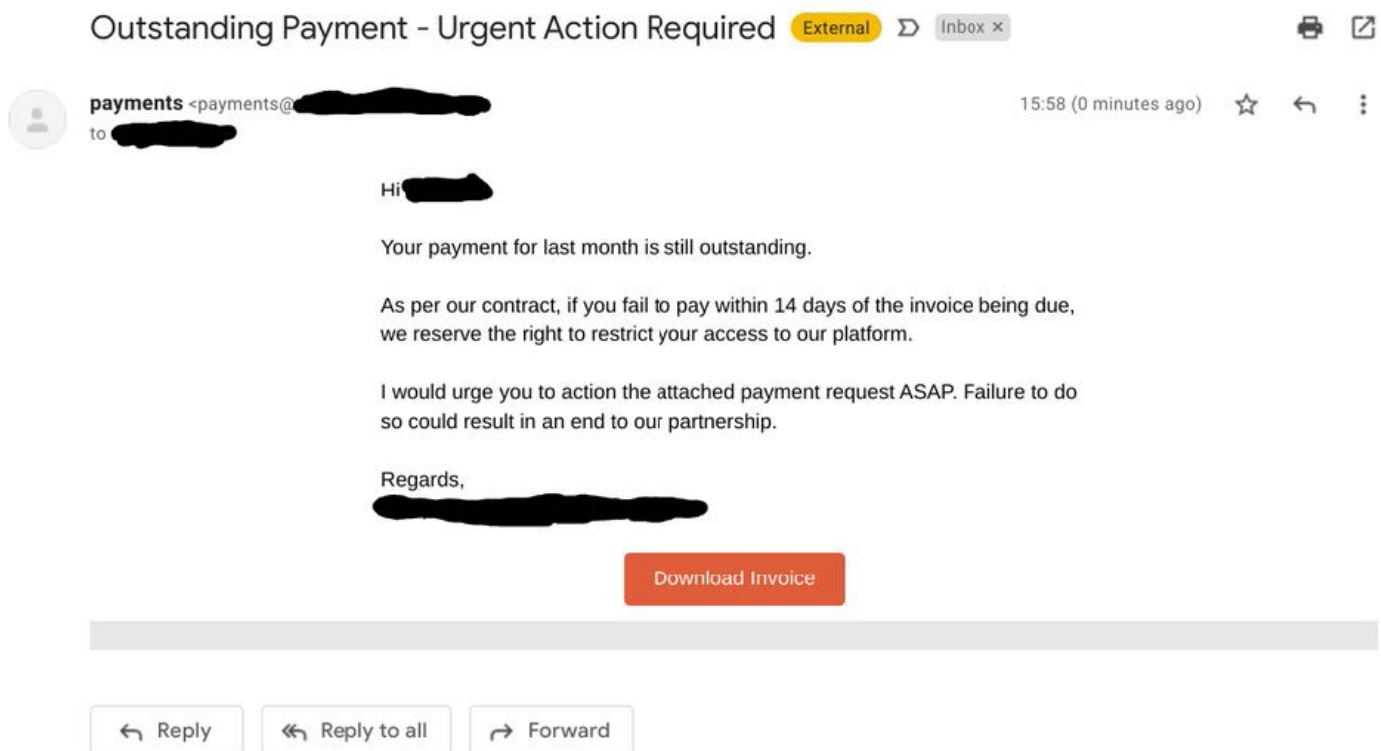 Outstanding Payment - Urgent Action Required External Inbox ×
payments <payments@
15:58 (0 minutes ago)
to
Hi
Your payment for last month is still outstanding.
As per our contract, if you fail to pay within 14 days of the invoice being due,
we reserve the right to restrict your access to our platform.
I would urge you to action the attached payment request ASAP. Failure to do
so could result in an end to our partnership.
Regards,
Download Invoice
Reply
Reply to all
Forward